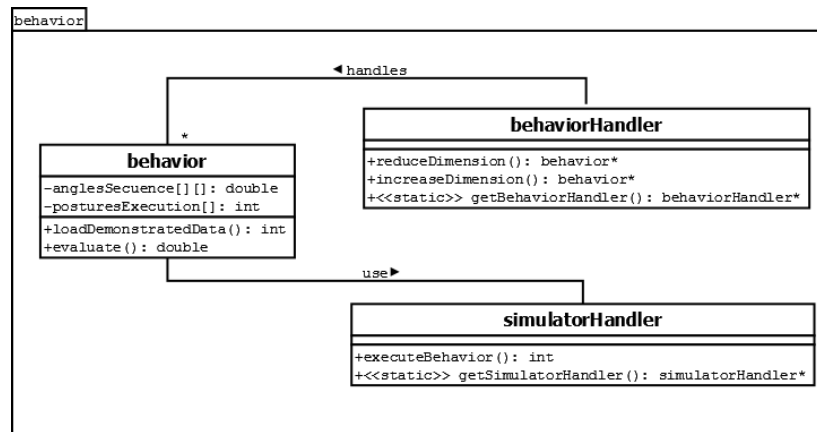 behavior
◄handles
*
behaviorHandler
+reduceDimension(): behavior*
+increaseDimension(): behavior*
+<<static>> getBehaviorHandler(): behaviorHandler*
behavior
-anglesSecuence[][]: double
-posturesExecution[]: int
+loadDemonstratedData(): int
+evaluate(): double
use►
simulatorHandler
+executeBehavior(): int
+<<static>> getSimulatorHandler(): simulatorHandler*